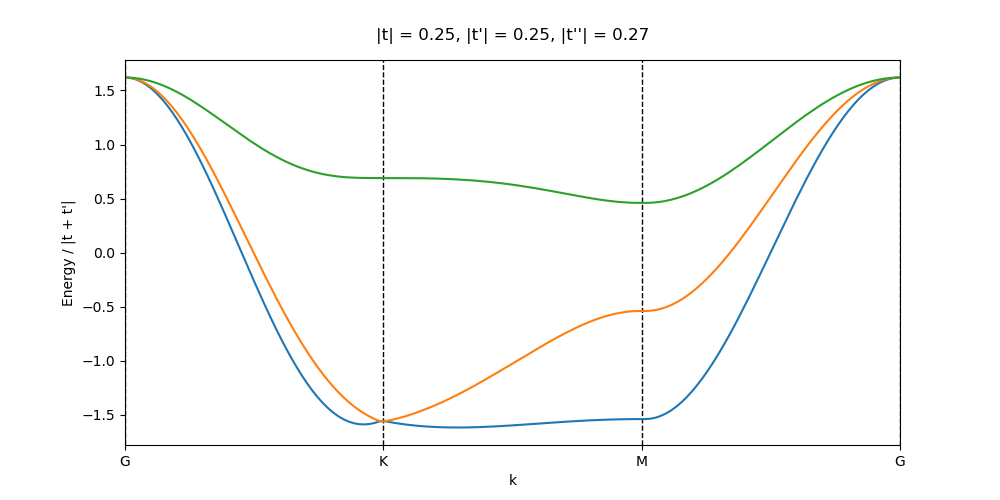 |t| = 0.25, |t'| = 0.25, |t''| = 0.27
Energy / |t + t'|
1.5
1.0
0.5
0.0
−0.5
−1.0
−1.5
G K M G
k